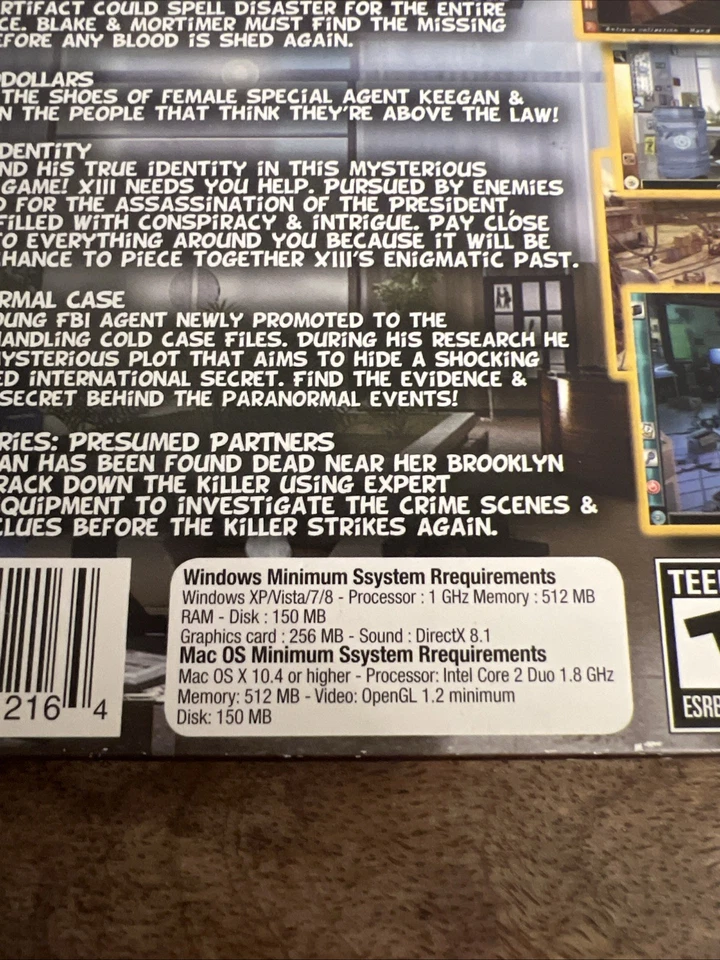 RTIFACT COULD SPELL DISASTER FOR THE ENTIRE
CE. BLAKE & MORTIMER MUST FIND THE MISSING
EFORE ANY BLOOD IS SHED AGAIN.
DOLLARS
THE SHOES OF FEMALE SPECIAL AGENT KEEGAN &
N THE PEOPLE THAT THINK THEY'RE ABOVE THE LAW!
DENTITY
ND HIS TRUE IDENTITY IN THIS MYSTERIOUS
GAME! XIII NEEDS YOU HELP. PURSUED BY ENEMIES
D FOR THE ASSASSINATION OF THE PRESIDENT,
FILLED WITH CONSPIRACY & INTRIGUE. PAY CLOSE
O EVERYTHING AROUND YOU BECAUSE IT WILL BE
HANCE TO PIECE TOGETHER XIII'S ENIGMATIC PAST.
RMAL CASE
OUNG FBI AGENT NEWLY PROMOTED TO THE
HANDLING COLD CASE FILES. DURING HIS RESEARCH HE
YSTERIOUS PLOT THAT AIMS TO HIDE A SHOCKING
ED INTERNATIONAL SECRET. FIND THE EVIDENCE &
SECRET BEHIND THE PARANORMAL EVENTS!
RIES: PRESUMED PARTNERS
AN HAS BEEN FOUND DEAD NEAR HER BROOKLYN
RACK DOWN THE KILLER USING EXPERT
QUIPMENT TO INVESTIGATE THE CRIME SCENES &
CLUES BEFORE THE KILLER STRIKES AGAIN.
Windows Minimum Ssystem Rrequirements
Windows XP/Vista/7/8 - Processor : 1 GHz Memory : 512 MB
RAM - Disk : 150 MB
Graphics card : 256 MB - Sound : DirectX 8.1
Mac OS Minimum Ssystem Rrequirements
Mac OS X 10.4 or higher - Processor: Intel Core 2 Duo 1.8 GHz
Memory: 512 MB - Video: OpenGL 1.2 minimum
Disk: 150 MB
216 4
TEE
T
ESRB